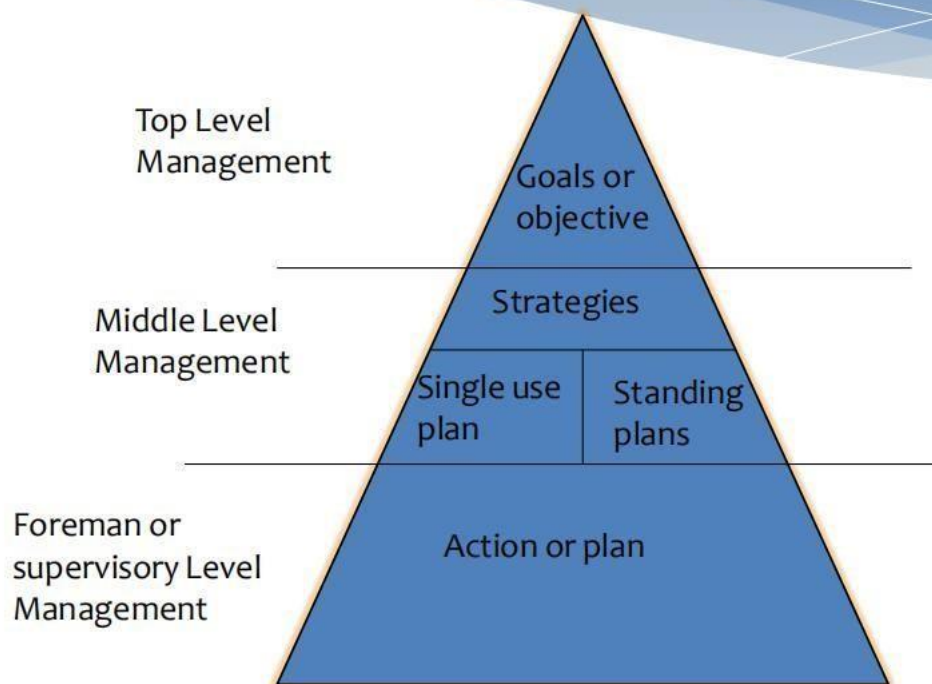 Top Level
Management
Goals or
objective
Strategies
Middle Level
Management
Single use
plan
Standing
plans
Foreman or
supervisory Level
Management
Action or plan